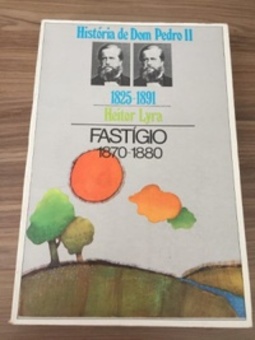 História de Dom Pedro II
1825-1891
Heitor Lyra
FASTÍGIO
1870-1880